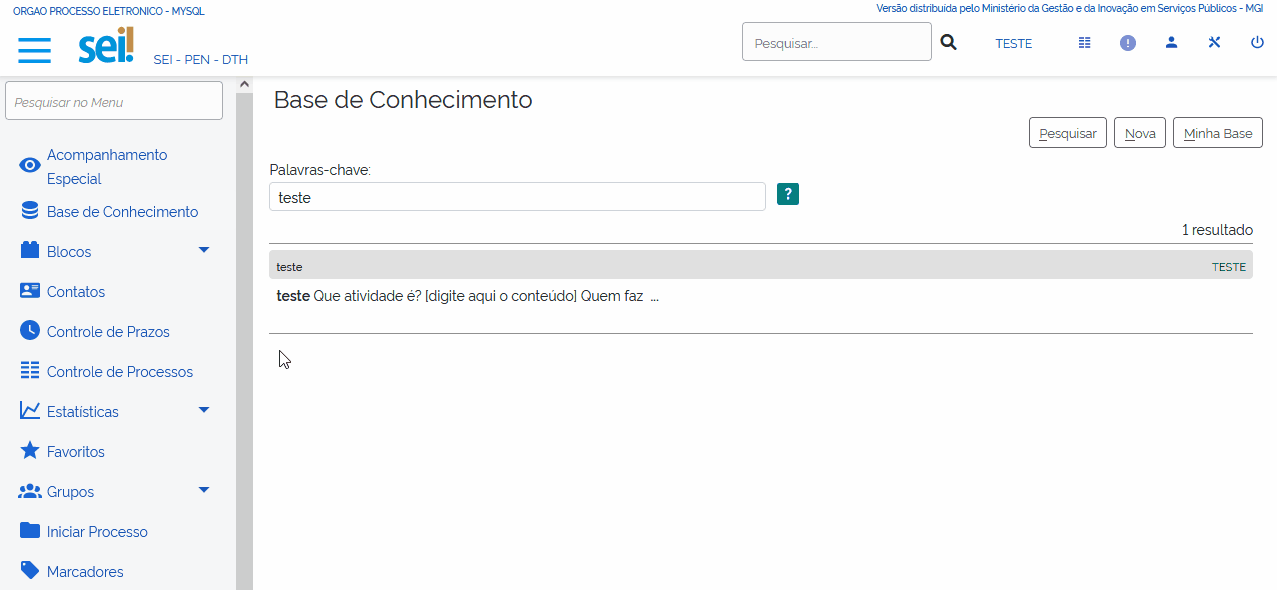 ORGAO PROCESSO ELETRONICO - MYSQL
Versão distribuída pelo Ministério da Gestão e da Inovação em Serviços Públicos - MGI
sei!
SEI - PEN - DTH
Pesquisar...
TESTE
Pesquisar no Menu
Acompanhamento
Especial
Base de Conhecimento
Blocos
Contatos
Controle de Prazos
Controle de Processos
Estatísticas
Favoritos
Grupos
Iniciar Processo
Marcadores
Base de Conhecimento
Pesquisar
Nova
Minha Base
Palavras-chave:
teste
?
1 resultado
teste
TESTE
teste Que atividade é? [digite aqui o conteúdo] Quem faz ...